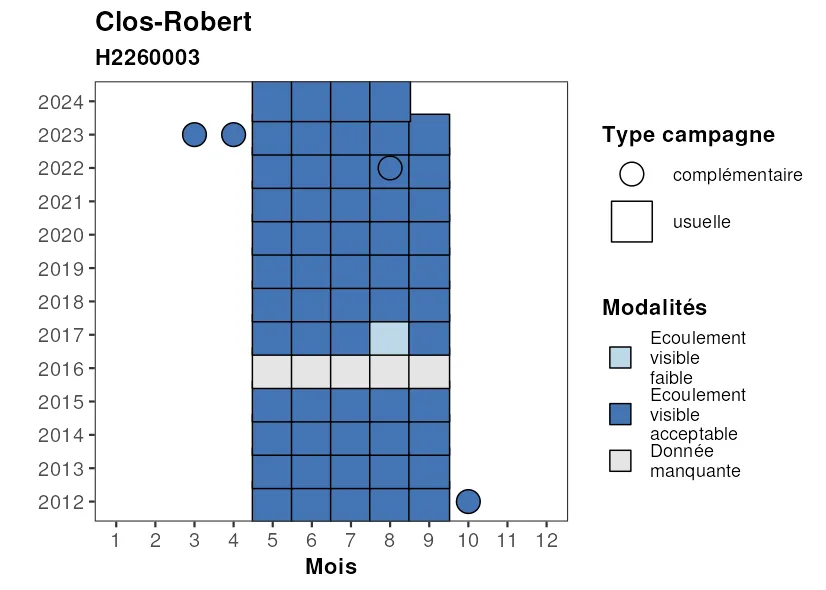 Clos-Robert
H2260003
2024
2023
2022
2021
2020
2019
2018
2017
2016
2015
2014
2013
2012
1 2 3 4 5 6 7 8 9 10 11 12
Mois
Type campagne
complémentaire
usuelle
Modalités
Ecoulement
visible
faible
Ecoulement
visible
acceptable
Donnée
manquante